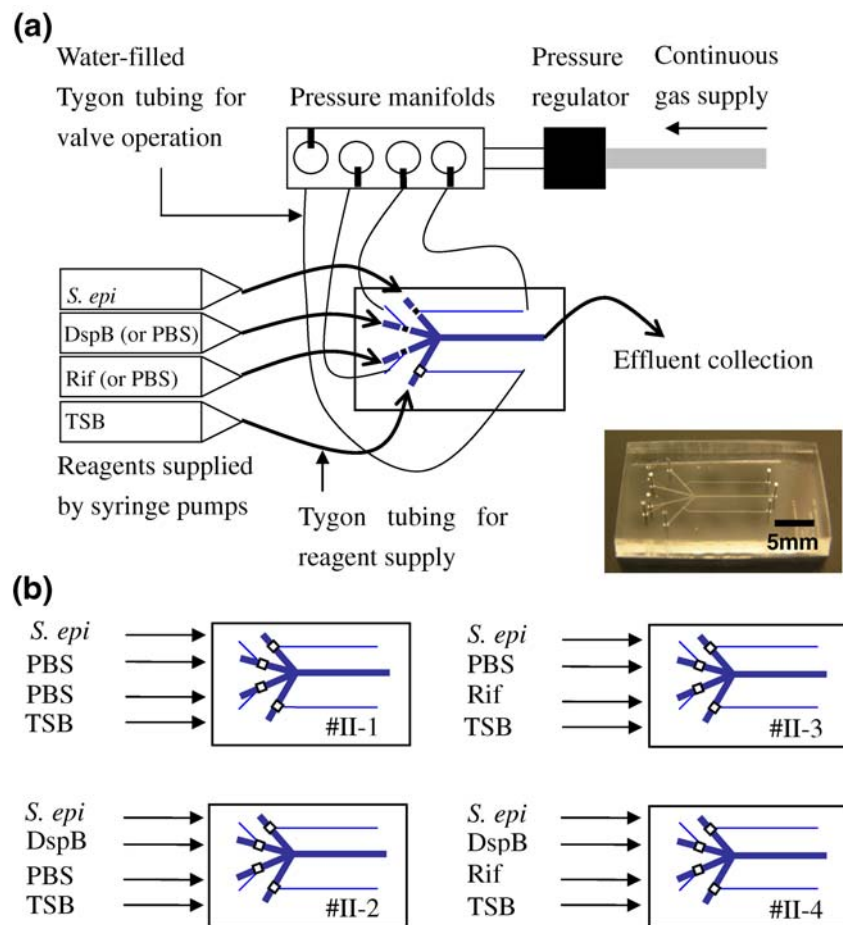 (a)
Water-filled
Tygon tubing for
valve operation
Pressure manifolds
Pressure
regulator
Continuous
gas supply
S. epi
DspB (or PBS)
Rif (or PBS)
TSB
Reagents supplied
by syringe pumps
Tygon tubing for
reagent supply
Effluent collection
5mm
(b)
S. epi
PBS
PBS
TSB
#II-1
S. epi
PBS
Rif
TSB
#II-3
S. epi
DspB
PBS
TSB
#II-2
S. epi
DspB
Rif
TSB
#II-4